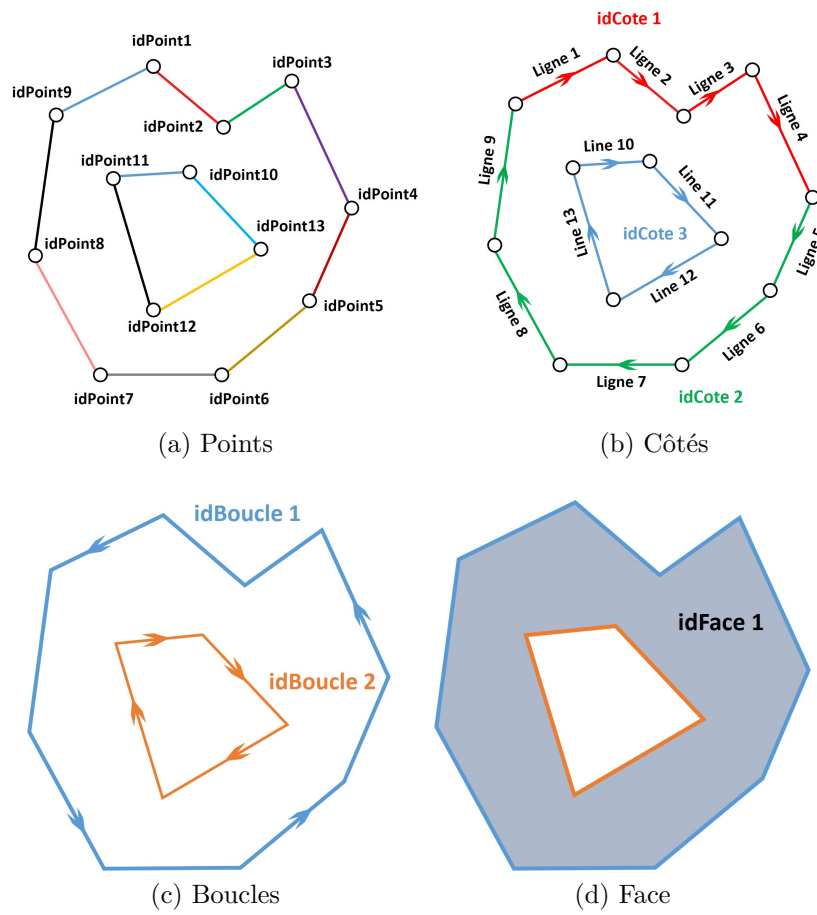 idPoint1
idPoint3
idPoint9
idPoint2
idPoint11
idPoint10
idPoint4
idPoint13
idPoint8
idPoint12
idPoint5
idPoint7
idPoint6
(a) Points
idCote 1
Ligne 1
Ligne 2
Ligne 3
Ligne 4
Ligne 9
Line 10
Line 11
Line 13
idCote 3
Ligne 5
Line 12
Ligne 8
Ligne 6
Ligne 7
idCote 2
(b) Côtés
idBoucle 1
idBoucle 2
(c) Boucles
idFace 1
(d) Face